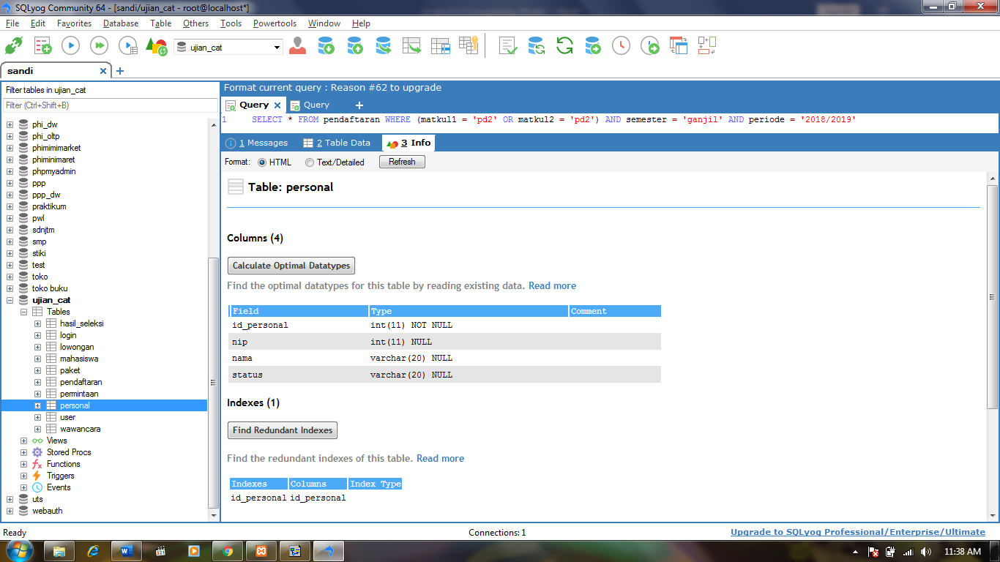 SQLyog Community 64 - [sandi/ujian_cat - root@localhost*]
File Edit Favorites Database Table Others Tools Powertools Window Help
ujian_cat
sandi
Filter tables in ujian_cat
Filter (Ctrl+Shift+B)
phi_dw
phi_oltp
phimimimarket
phiminimaret
phpmyadmin
ppp
ppp_dw
praktikum
pwl
sdnjtm
smp
stiki
test
toko
toko buku
ujian_cat
Tables
hasil_seleksi
login
lowongan
mahasiswa
paket
pendaftaran
permintaan
personal
user
wawancara
Views
Stored Procs
Functions
Triggers
Events
uts
webauth
Format current query : Reason #62 to upgrade
Query Query
1 SELECT * FROM pendaftaran WHERE (matkul1 = 'pd2' OR matkul2 = 'pd2') AND semester = 'ganjil' AND periode = '2018/2019'
1 Messages 2 Table Data 3 Info
Format: HTML Text/Detailed Refresh
Table: personal
Columns (4)
Calculate Optimal Datatypes
Find the optimal datatypes for this table by reading existing data. Read more
Field Type Comment
id_personal int(11) NOT NULL
nip int(11) NULL
nama varchar(20) NULL
status varchar(20) NULL
Indexes (1)
Find Redundant Indexes
Find the redundant indexes of this table. Read more
Indexes Columns Index Type
id_personal id_personal
Ready Connections: 1 Upgrade to SQLyog Professional/Enterprise/Ultimate
11:38 AM